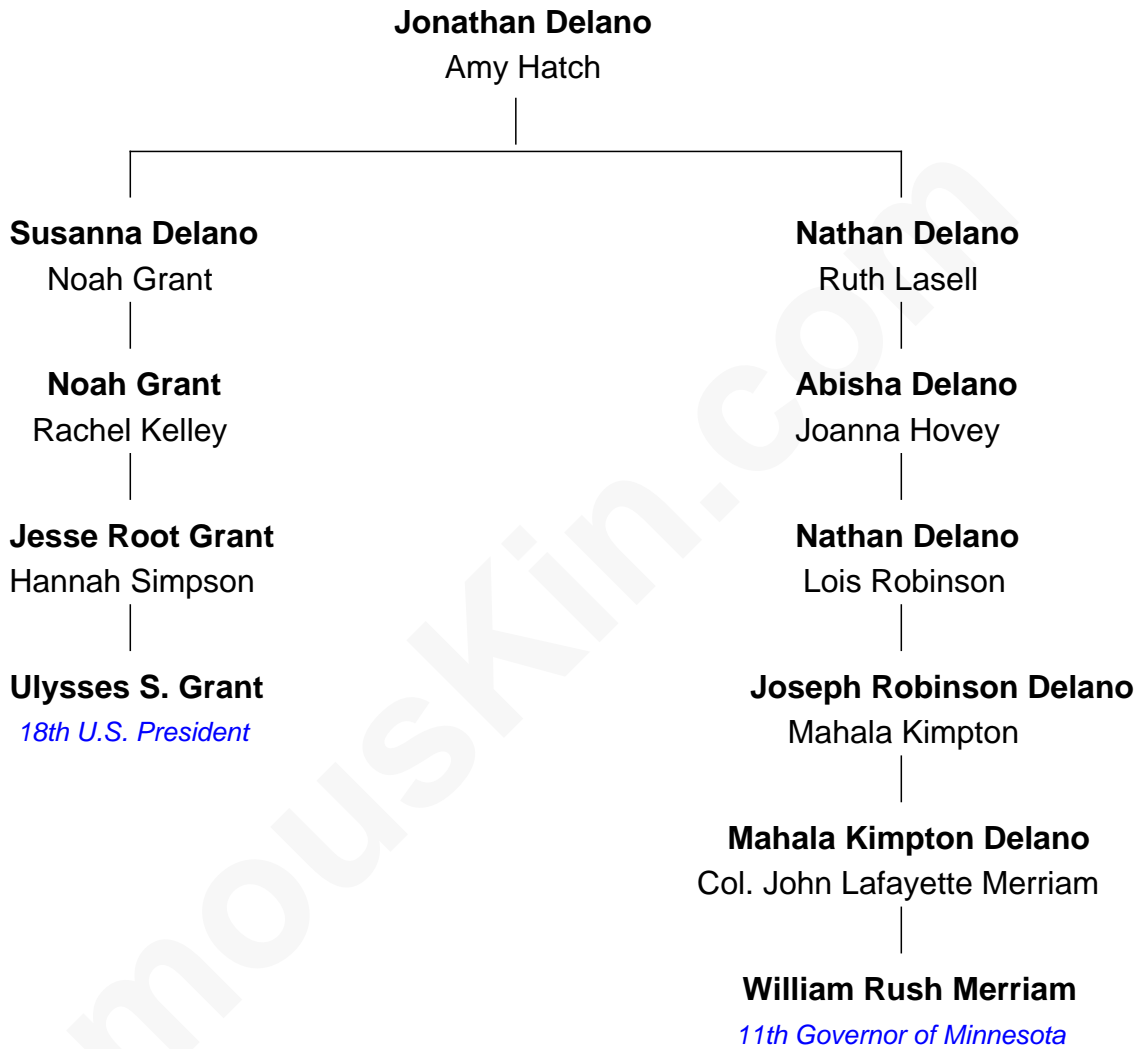 Jonathan Delano
Amy Hatch
Susanna Delano
Noah Grant
Nathan Delano
Ruth Lasell
Noah Grant
Rachel Kelley
Abisha Delano
Joanna Hovey
Jesse Root Grant
Hannah Simpson
Nathan Delano
Lois Robinson
Ulysses S. Grant
18th U.S. President
Joseph Robinson Delano
Mahala Kimpton
Mahala Kimpton Delano
Col. John Lafayette Merriam
William Rush Merriam
11th Governor of Minnesota
mouskin.com